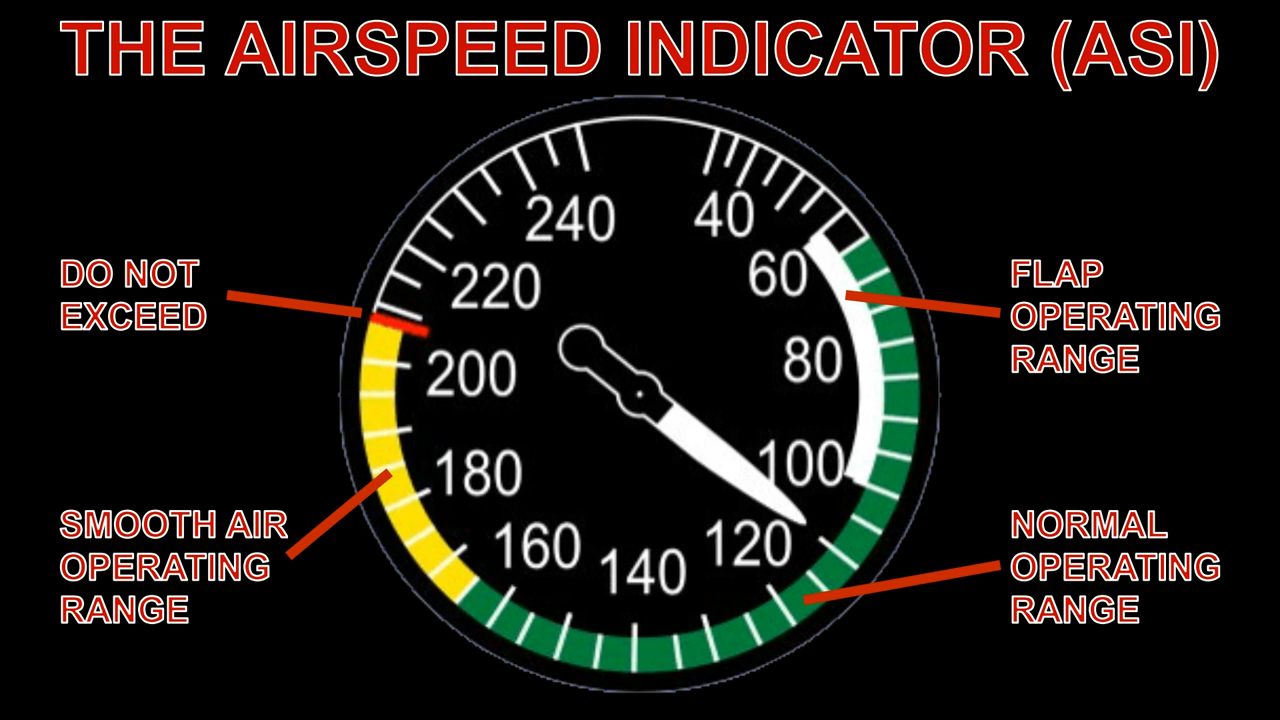 THE AIRSPEED INDICATOR (ASI)
DO NOT
EXCEED
SMOOTH AIR
OPERATING
RANGE
240
40
220
60
200
80
180
100
160
140
120
FLAP
OPERATING
RANGE
NORMAL
OPERATING
RANGE